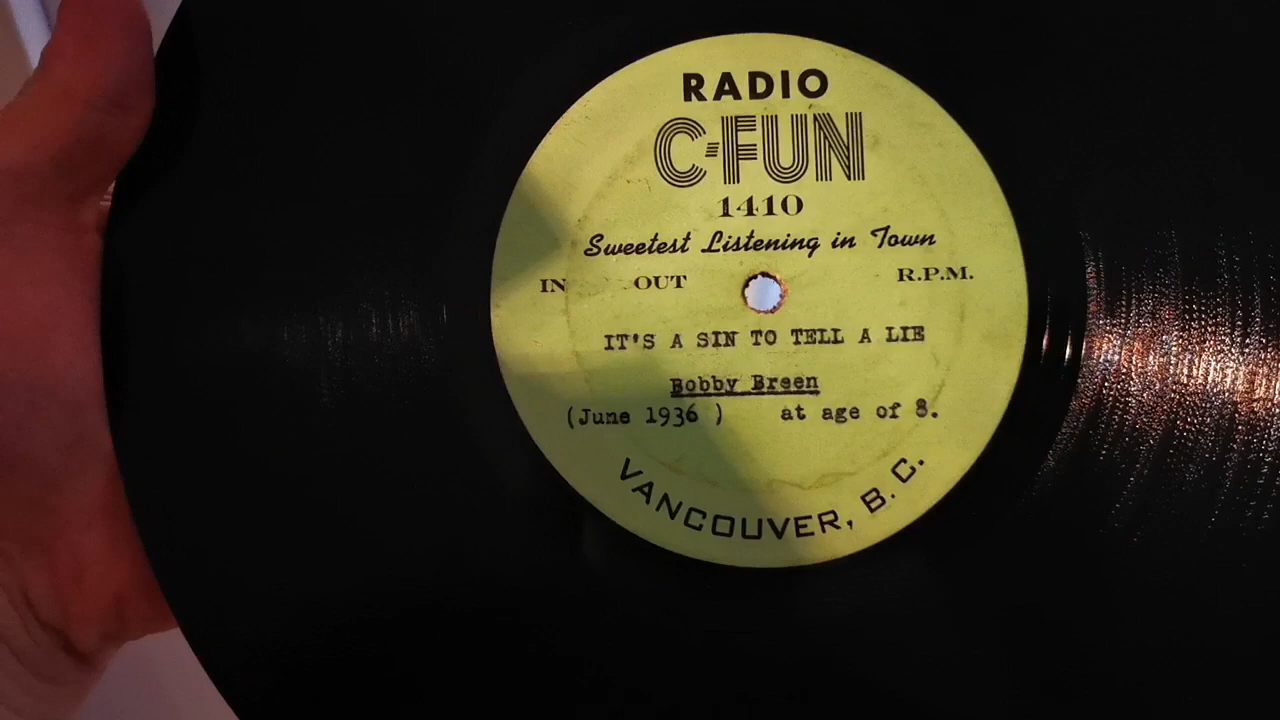 RADIO
C-FUN
1410
Sweetest Listening in Town
IN OUT R.P.M.
IT'S A SIN TO TELL A LIE
Bobby Breen
(June 1936 ) at age of 8.
VANCOUVER, B.C.